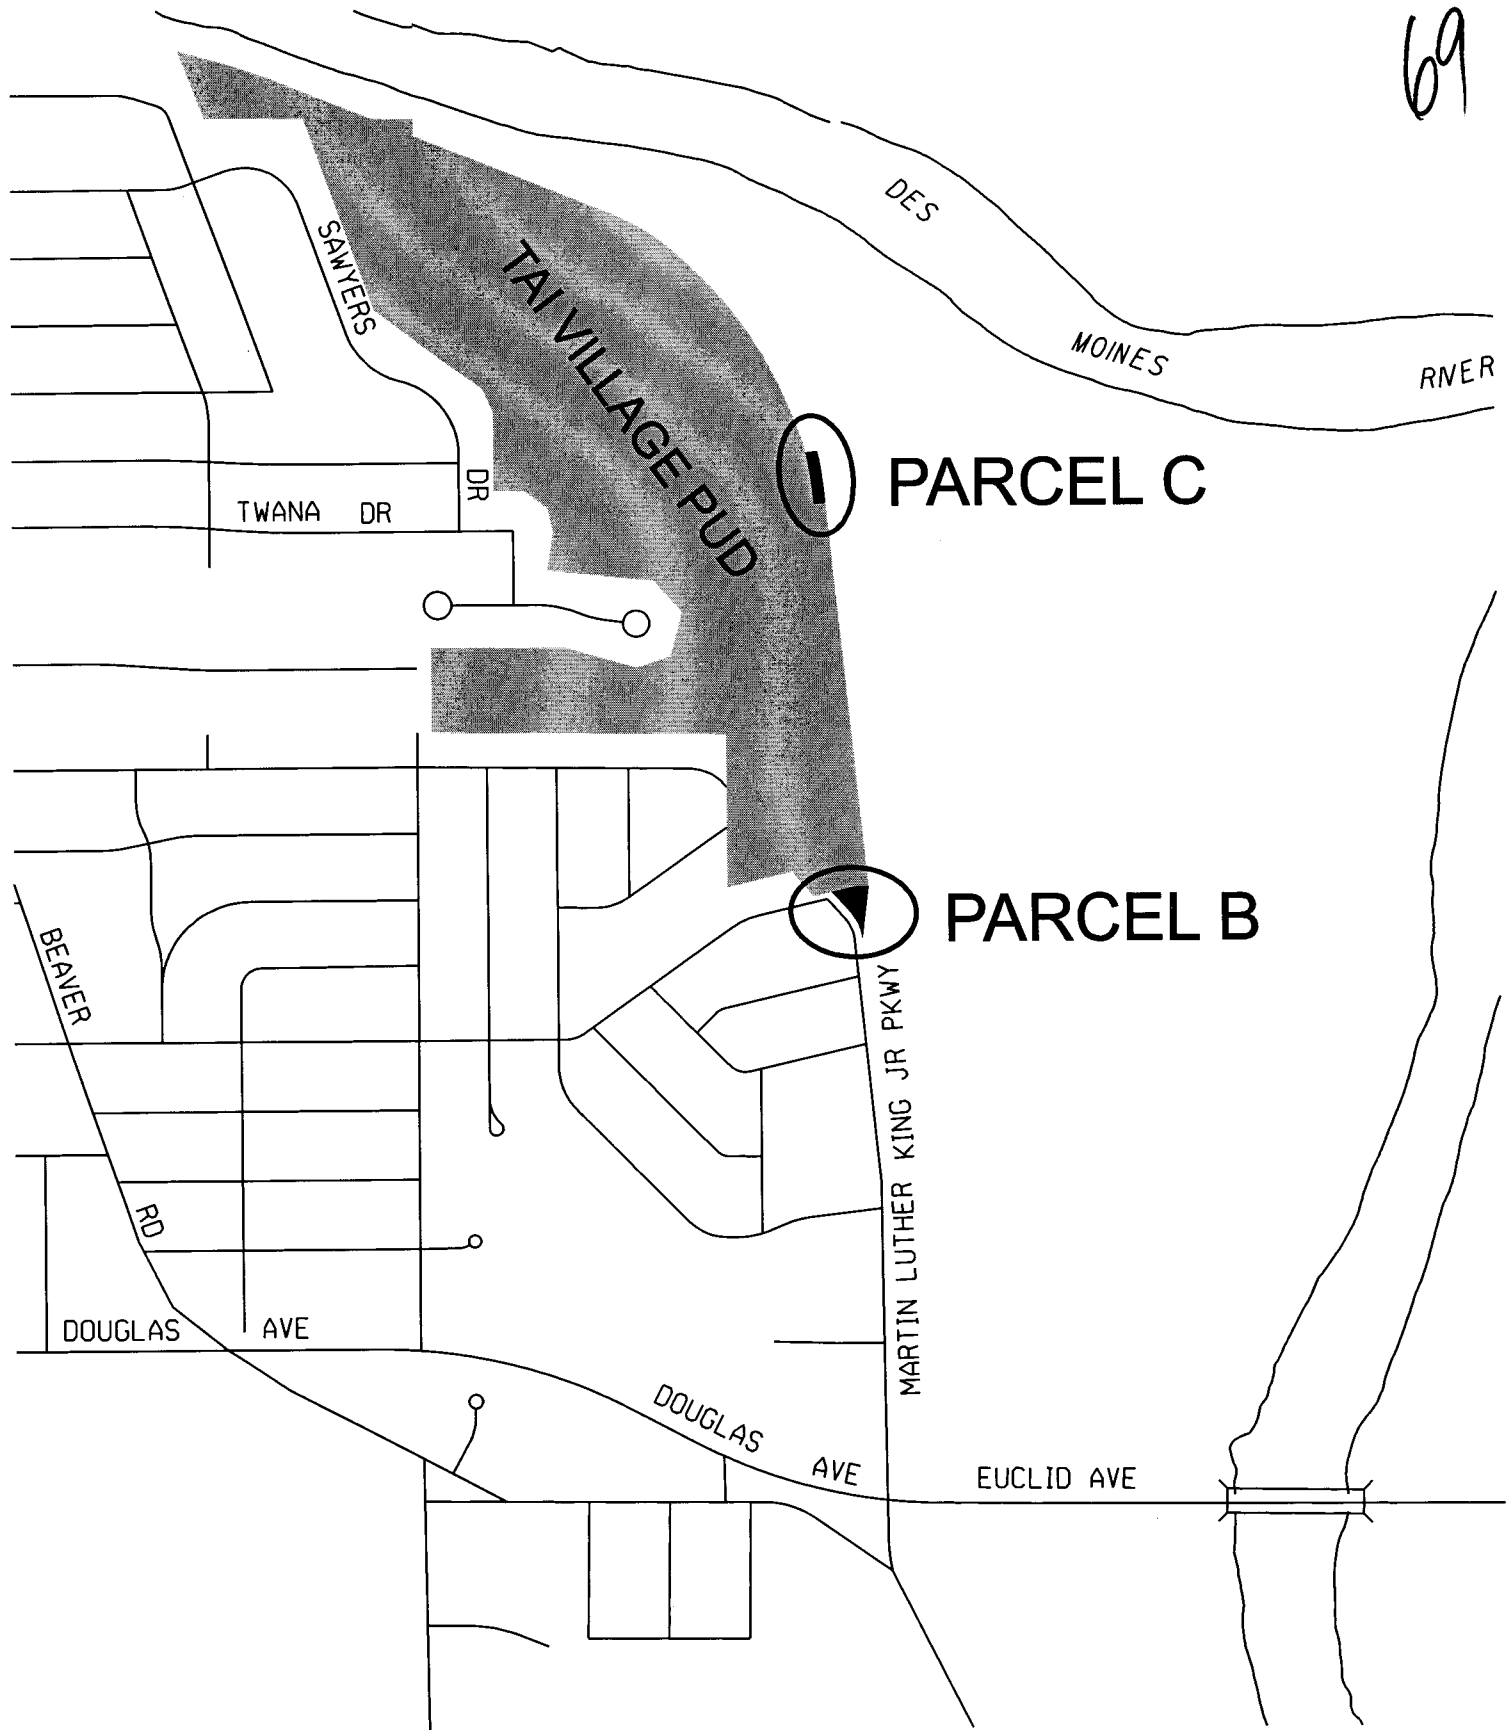 69
DES
MOINES
RIVER
SAWYERS
DR
TAI VILLAGE PUD
PARCEL C
TWANA DR
PARCEL B
BEAVER
RD
MARTIN LUTHER KING JR PKWY
DOUGLAS AVE
DOUGLAS AVE
EUCLID AVE